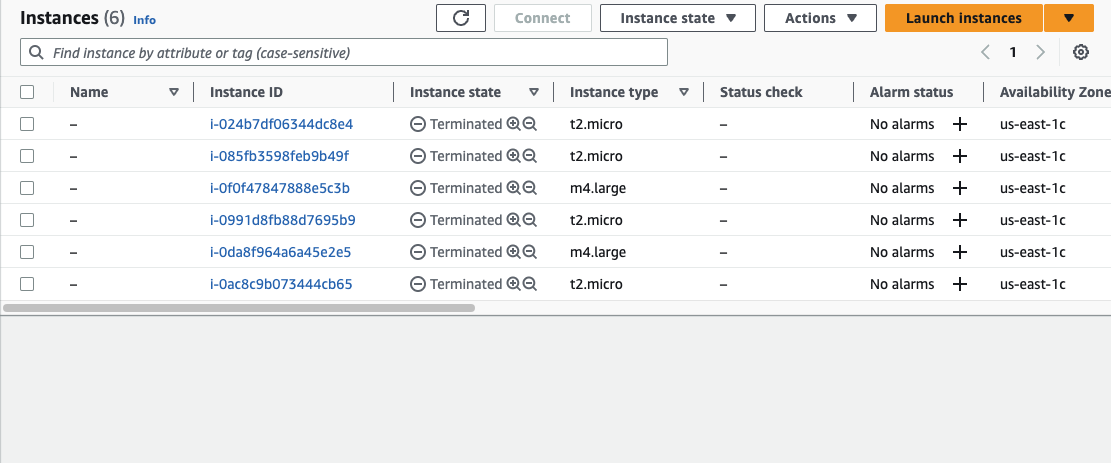 Instances (6) Info Connect Instance state Actions Launch instances
Find instance by attribute or tag (case-sensitive) 1
Name Instance ID Instance state Instance type Status check Alarm status Availability Zone
– i-024b7df06344dc8e4 Terminated t2.micro – No alarms + us-east-1c
– i-085fb3598feb9b49f Terminated t2.micro – No alarms + us-east-1c
– i-0f0f47847888e5c3b Terminated m4.large – No alarms + us-east-1c
– i-0991d8fb88d7695b9 Terminated t2.micro – No alarms + us-east-1c
– i-0da8f964a6a45e2e5 Terminated m4.large – No alarms + us-east-1c
– i-0ac8c9b073444cb65 Terminated t2.micro – No alarms + us-east-1c